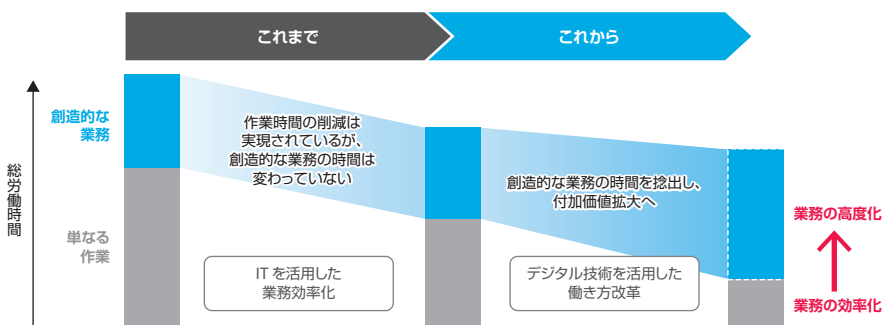 これまで
これから
総労働時間
創造的な
業務
単なる
作業
作業時間の削減は
実現されているが、
創造的な業務の時間は
変わっていない
IT を活用した
業務効率化
創造的な業務の時間を捻出し、
付加価値拡大へ
デジタル技術を活用した
働き方改革
業務の高度化
業務の効率化